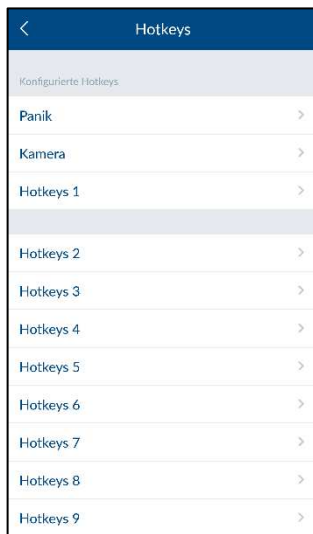 Hotkeys
Konfigurierte Hotkeys
Panik
Kamera
Hotkeys 1
Hotkeys 2
Hotkeys 3
Hotkeys 4
Hotkeys 5
Hotkeys 6
Hotkeys 7
Hotkeys 8
Hotkeys 9